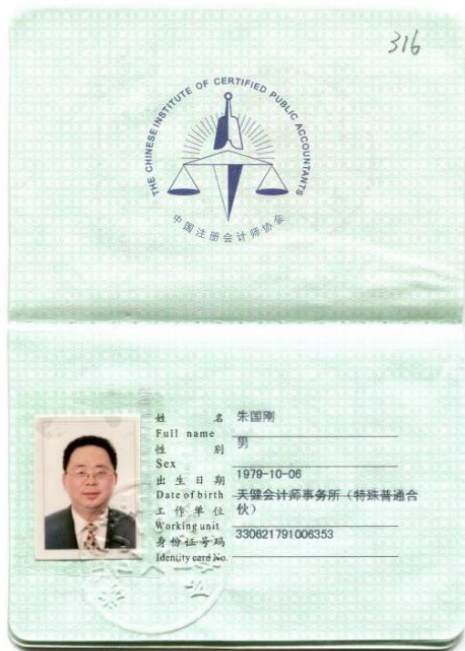 316
THE CHINESE INSTITUTE OF CERTIFIED PUBLIC ACCOUNTANTS
中国注册会计师协会
姓 名 朱国刚
Full name
性 别 男
Sex
出生日期 1979-10-06
Date of birth
工作单位 天健会计师事务所（特殊普通合
伙）
Working unit
身份证号码 330621791006353
Identity card No.